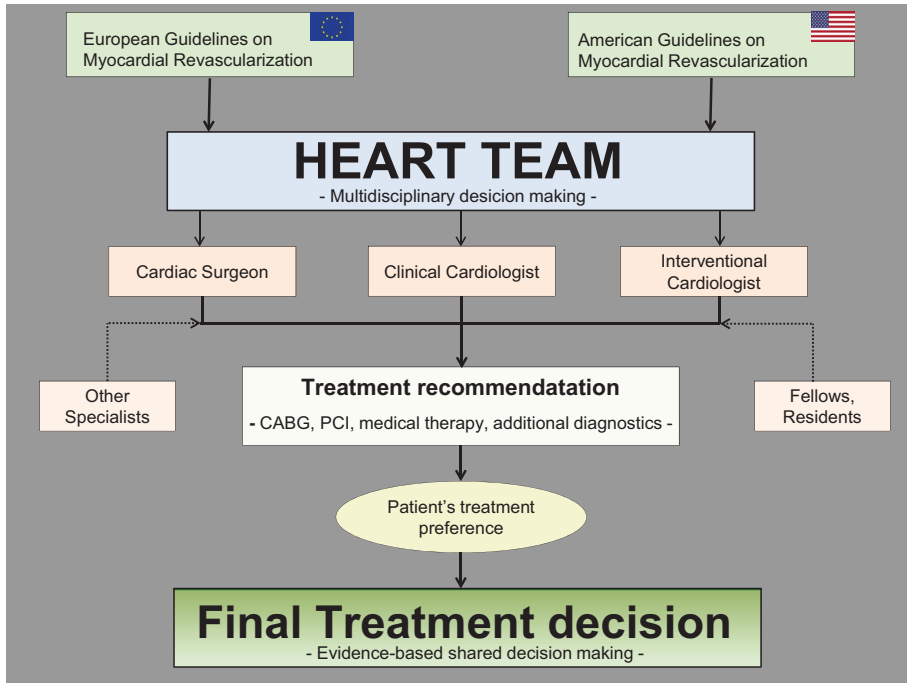 European Guidelines on
Myocardial Revascularization
American Guidelines on
Myocardial Revascularization
HEART TEAM
- Multidisciplinary desicion making -
Cardiac Surgeon
Clinical Cardiologist
Interventional
Cardiologist
Other
Specialists
Treatment recommendatation
- CABG, PCI, medical therapy, additional diagnostics -
Fellows,
Residents
Patient's treatment
preference
Final Treatment decision
- Evidence-based shared decision making -